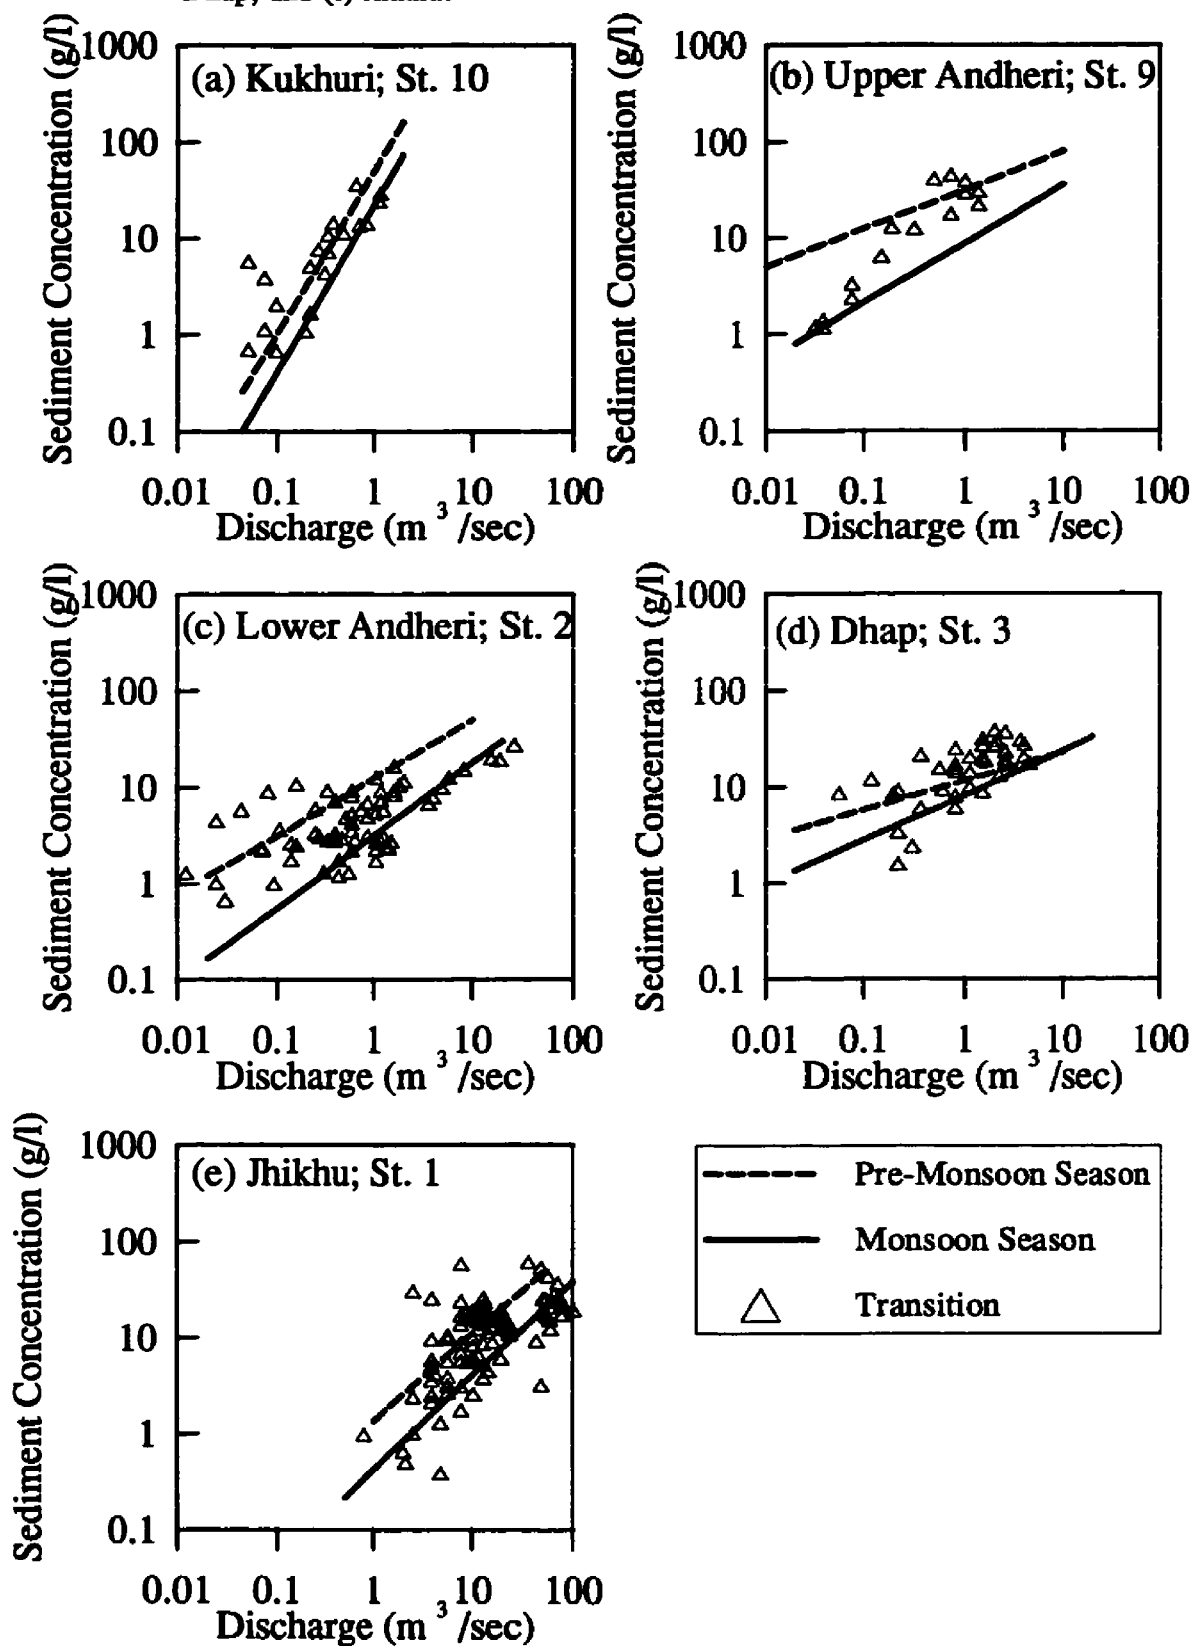 1000
Sediment Concentration (g/l)
(a) Kukhuri; St. 10
100
10
1
0.1
0.01 0.1 1 10 100
Discharge (m 3 /sec)
1000
Sediment Concentration (g/l)
(b) Upper Andheri; St. 9
100
10
1
0.1
0.01 0.1 1 10 100
Discharge (m 3 /sec)
1000
Sediment Concentration (g/l)
(c) Lower Andheri; St. 2
100
10
1
0.1
0.01 0.1 1 10 100
Discharge (m 3 /sec)
1000
Sediment Concentration (g/l)
(d) Dhap; St. 3
100
10
1
0.1
0.01 0.1 1 10 100
Discharge (m 3 /sec)
1000
Sediment Concentration (g/l)
(e) Jhikhu; St. 1
100
10
1
0.1
0.01 0.1 1 10 100
Discharge (m 3 /sec)
Pre-Monsoon Season
Monsoon Season
Transition